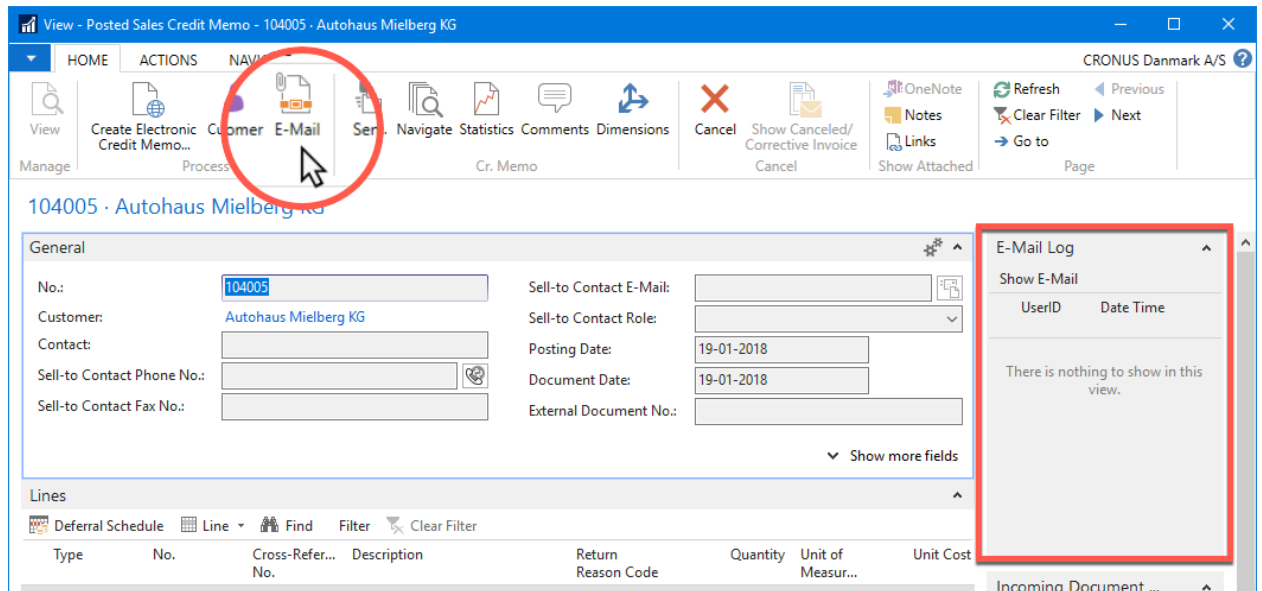 View - Posted Sales Credit Memo - 104005 · Autohaus Mielberg KG
HOME ACTIONS CRONUS Danmark A/S
View Create Electronic Credit Memo... E-Mail Navigate Statistics Comments Dimensions Cancel Show Canceled/ Corrective Invoice OneNote Notes Links Refresh Clear Filter Go to Previous Next
Manage Process Cr. Memo Cancel Show Attached Page
104005 · Autohaus Mielberg KG
General
No.: 104005
Customer: Autohaus Mielberg KG
Contact:
Sell-to Contact Phone No.:
Sell-to Contact Fax No.:
Sell-to Contact E-Mail:
Sell-to Contact Role:
Posting Date: 19-01-2018
Document Date: 19-01-2018
External Document No.:
Show more fields
Lines
Deferral Schedule Line Find Filter Clear Filter
Type No. Cross-Refer... No. Description Return Reason Code Quantity Unit of Measur... Unit Cost
E-Mail Log
Show E-Mail
UserID Date Time
There is nothing to show in this
view.
Incoming Document ...